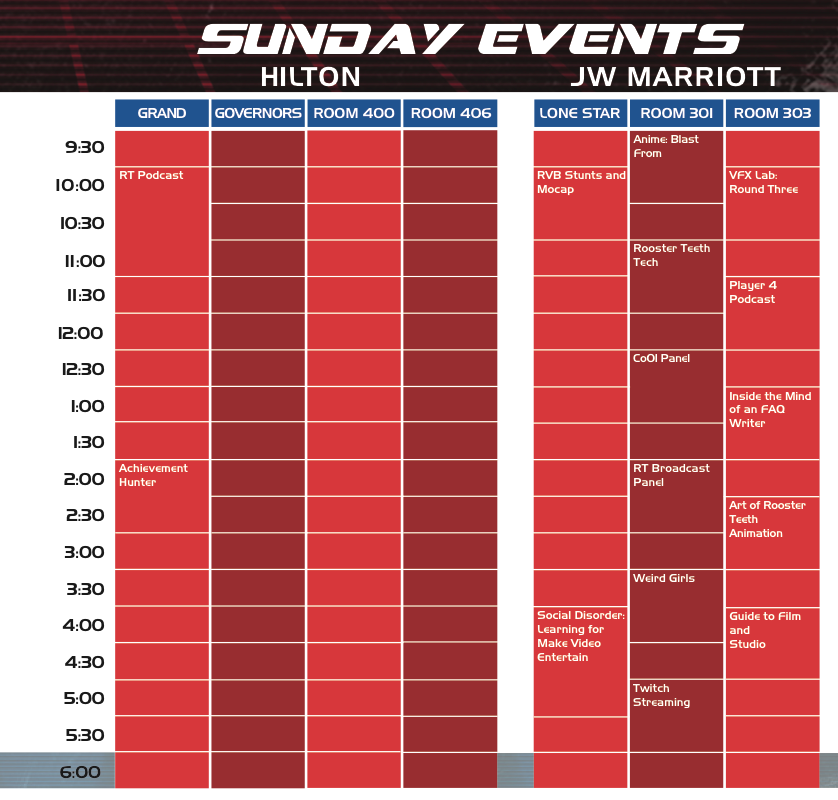 SUNDAY EVENTS
HILTON
JW MARRIOTT
GRAND
GOVERNORS
ROOM 400
ROOM 406
LONE STAR
ROOM 301
ROOM 303
9:30
Anime: Blast
From
10:00
RT Podcast
RVB Stunts and
Mocap
VFX Lab:
Round Three
10:30
11:00
Rooster Teeth
Tech
11:30
Player 4
Podcast
12:00
12:30
CoOl Panel
1:00
Inside the Mind
of an FAQ
Writer
1:30
2:00
Achievement
Hunter
RT Broadcast
Panel
2:30
Art of Rooster
Teeth
Animation
3:00
3:30
Weird Girls
4:00
Social Disorder:
Learning for
Make Video
Entertain
Guide to Film
and
Studio
4:30
5:00
Twitch
Streaming
5:30
6:00